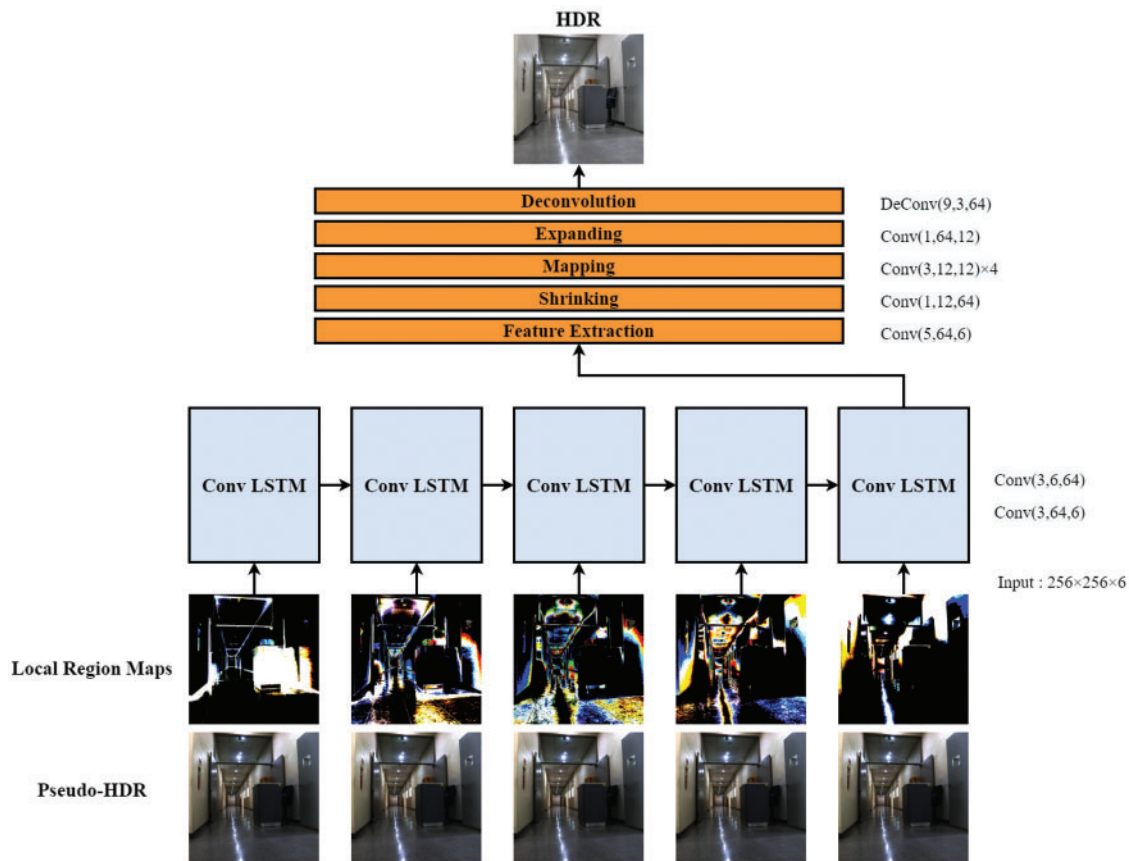 HDR
Deconvolution
DeConv(9,3,64)
Expanding
Conv(1,64,12)
Mapping
Conv(3,12,12)×4
Shrinking
Conv(1,12,64)
Feature Extraction
Conv(5,64,6)
Conv LSTM
Conv LSTM
Conv LSTM
Conv LSTM
Conv LSTM
Conv(3,6,64)
Conv(3,64,6)
Input : 256×256×6
Local Region Maps
Pseudo-HDR